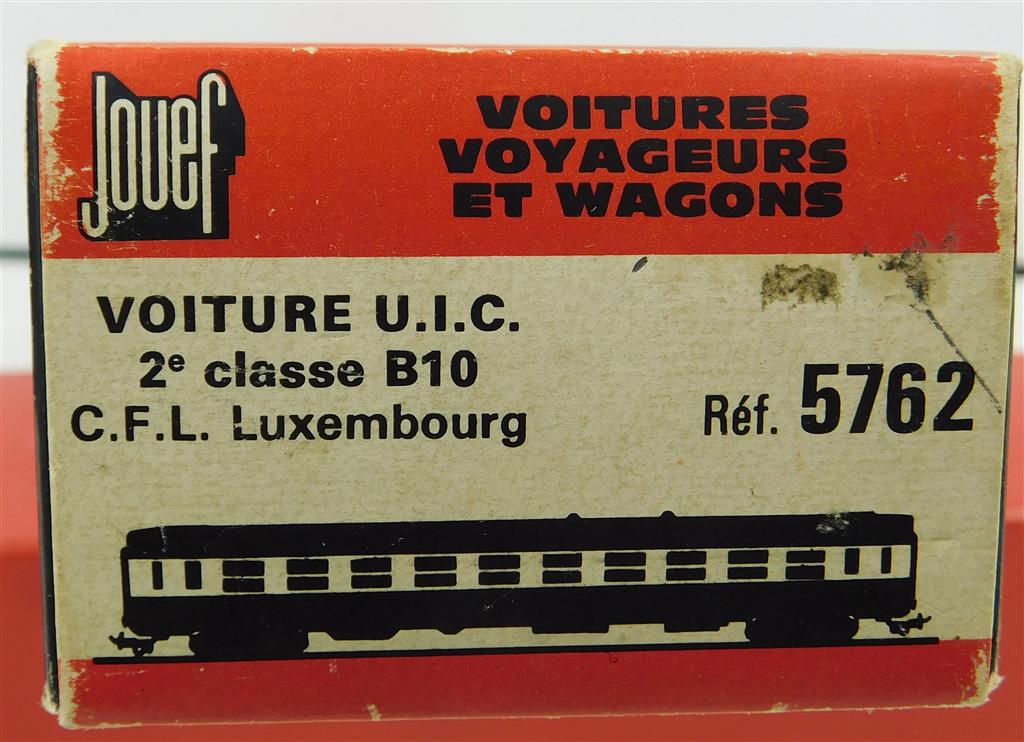 Jouef
VOITURES
VOYAGEURS
ET WAGONS
VOITURE U.I.C.
2e classe B10
C.F.L. Luxembourg
Réf. 5762